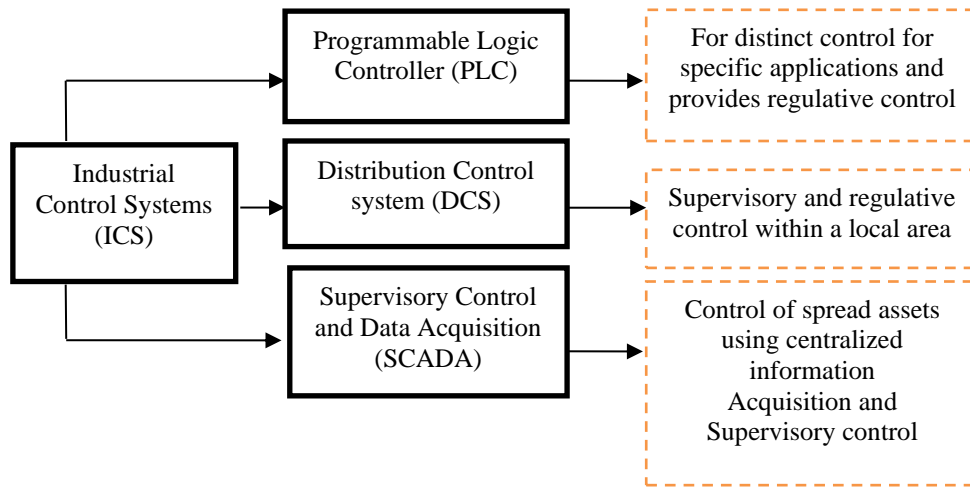 Industrial
Control Systems
(ICS)
Programmable Logic
Controller (PLC)
For distinct control for
specific applications and
provides regulative control
Distribution Control
system (DCS)
Supervisory and regulative
control within a local area
Supervisory Control
and Data Acquisition
(SCADA)
Control of spread assets
using centralized
information
Acquisition and
Supervisory control